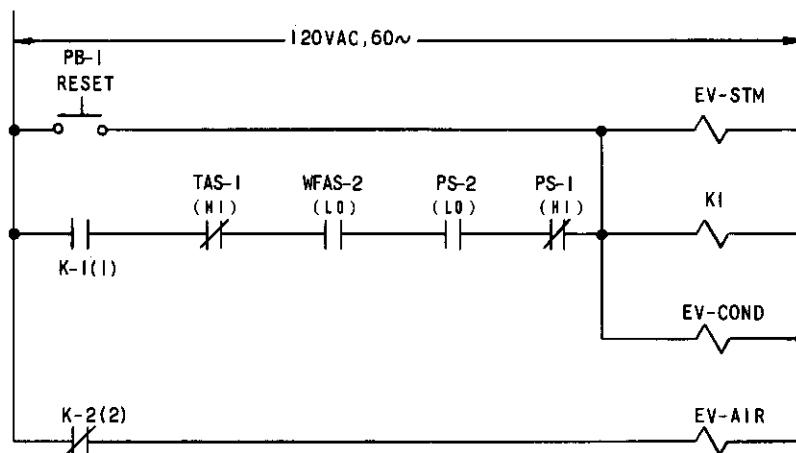 120VAC,60~
PB-1
RESET
EV-STM
TAS-1
(HI)
WFAS-2
(LO)
PS-2
(LO)
PS-1
(HI)
K1
K-1(1)
EV-COND
K-2(2)
EV-AIR